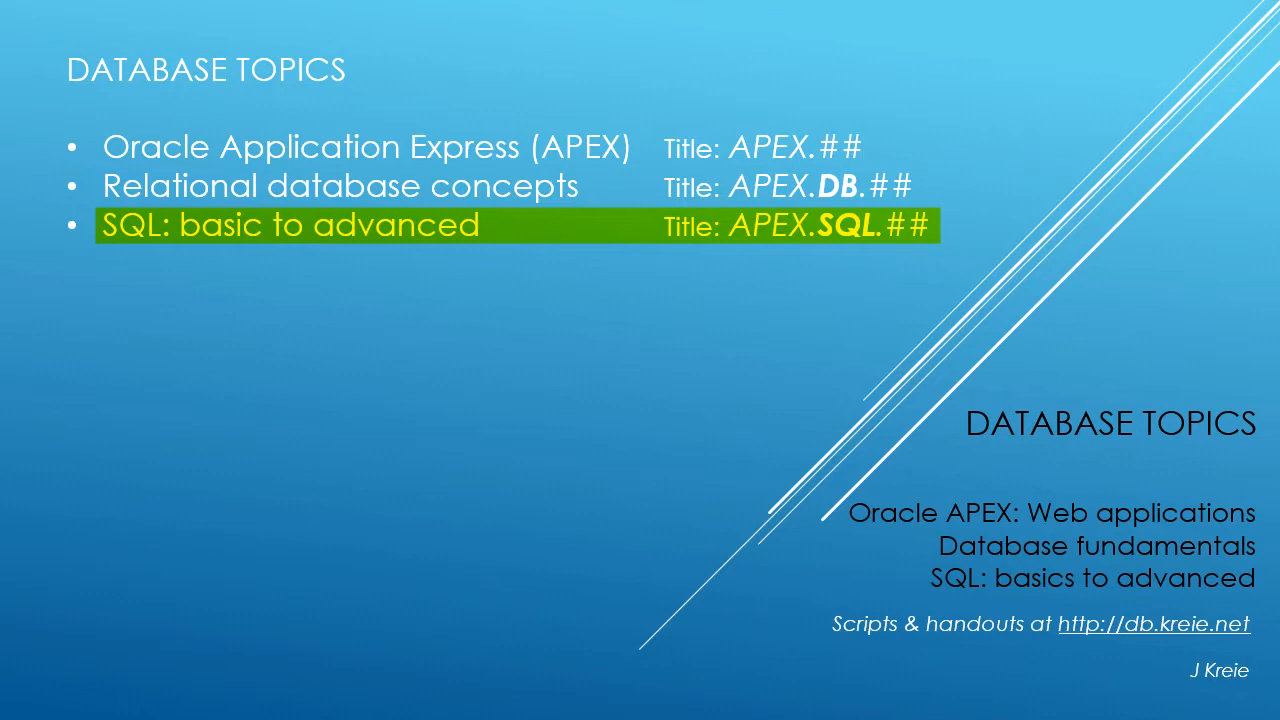 DATABASE TOPICS
• Oracle Application Express (APEX) Title: APEX.##
• Relational database concepts Title: APEX.DB.##
• SQL: basic to advanced Title: APEX.SQL.##
DATABASE TOPICS
Oracle APEX: Web applications
Database fundamentals
SQL: basics to advanced
Scripts & handouts at http://db.kreie.net
J Kreie